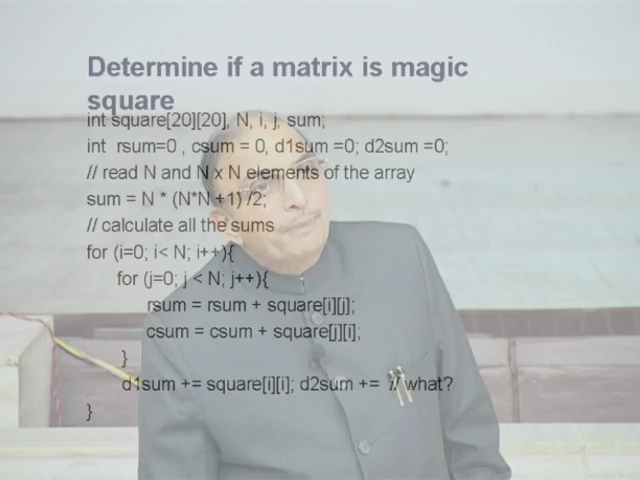 Determine if a matrix is magic
square
int square[20][20], N, i, j, sum;
int  rsum=0 , csum = 0, d1sum =0; d2sum =0;
// read N and N x N elements of the array
sum = N * (N*N +1) /2;
// calculate all the sums
for (i=0; i< N; i++){
for (j=0; j < N; j++){
rsum = rsum + square[i][j];
csum = csum + square[j][i];
}
d1sum += square[i][i]; d2sum +=  // what?
}